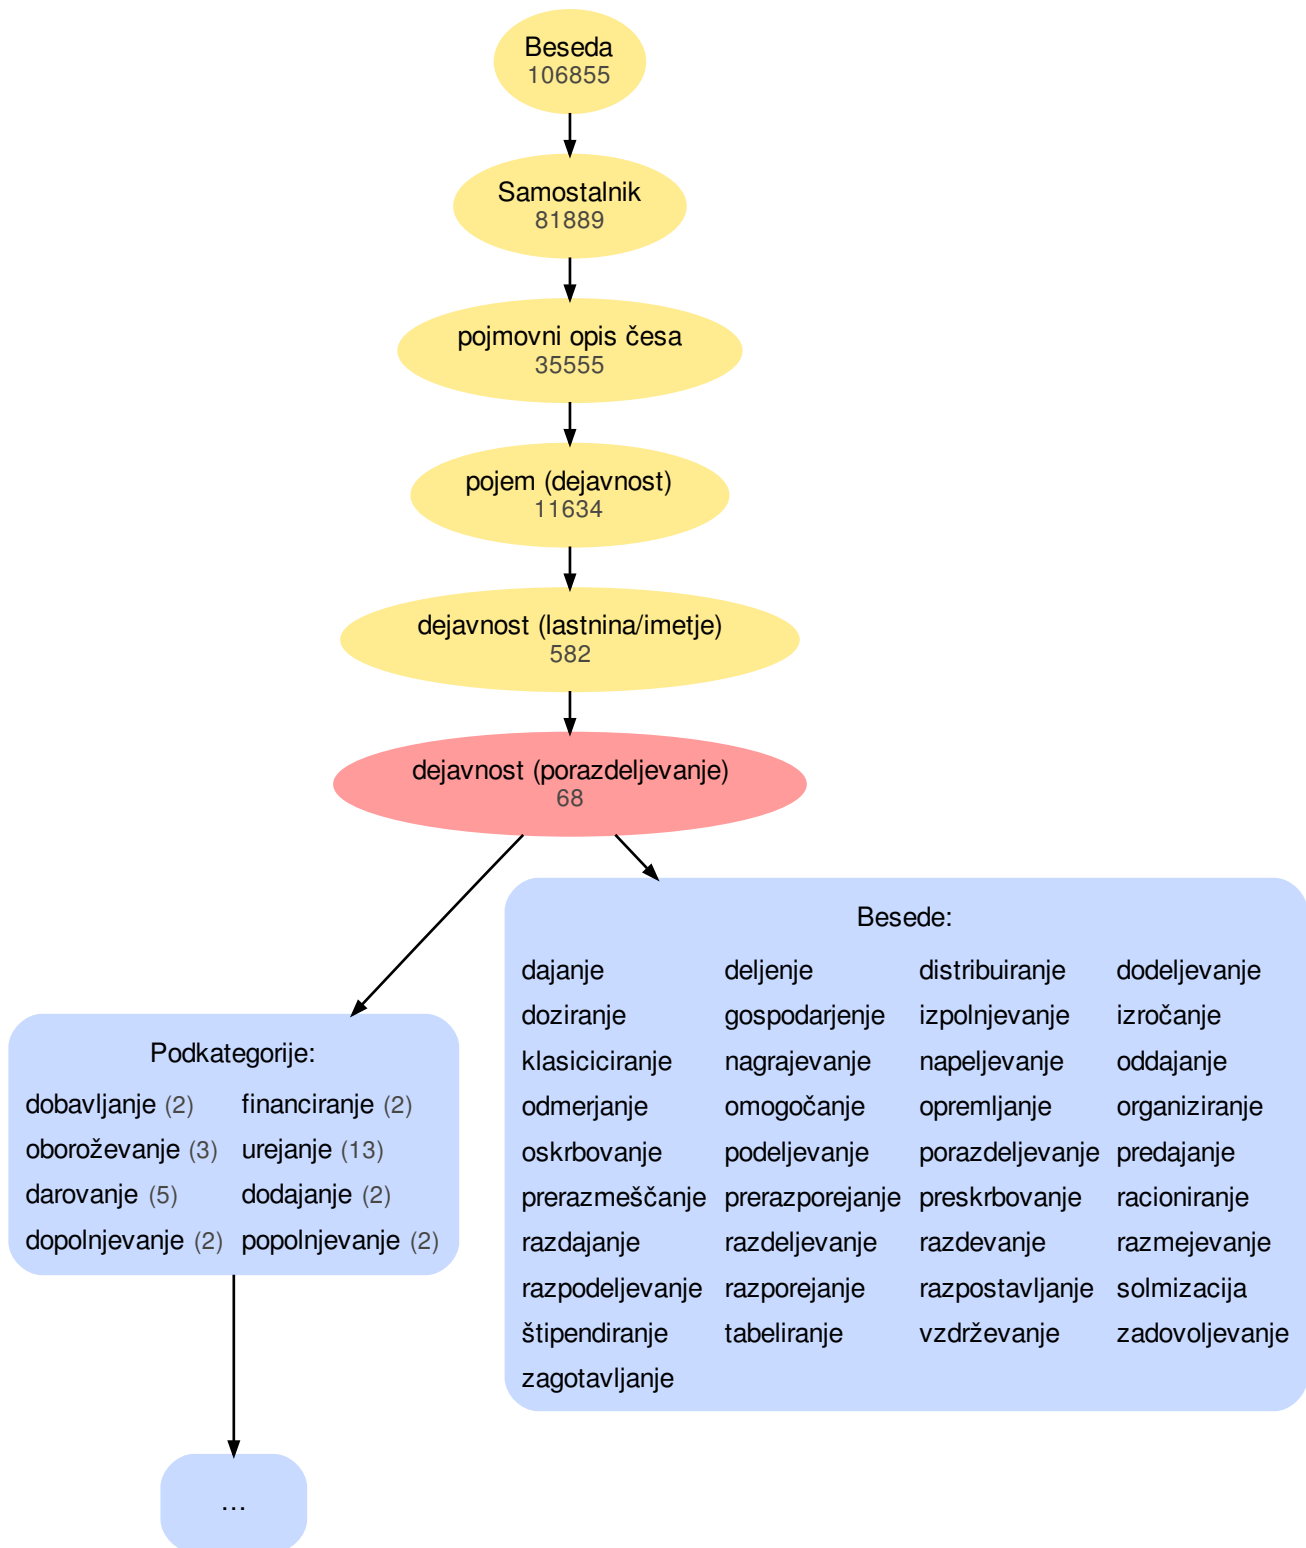 Beseda
106855
Samostalnik
81889
pojmovni opis česa
35555
pojem (dejavnost)
11634
dejavnost (lastnina/imetje)
582
dejavnost (porazdeljevanje)
68
Podkategorije:
dobavljanje (2) financiranje (2)
oboroževanje (3) urejanje (13)
darovanje (5) dodajanje (2)
dopolnjevanje (2) popolnjevanje (2)
...
Besede:
dajanje deljenje distribuiranje dodeljevanje
doziranje gospodarjenje izpolnjevanje izročanje
klasiciciranje nagrajevanje napeljevanje oddajanje
odmerjanje omogočanje opremljanje organiziranje
oskrbovanje podeljevanje porazdeljevanje predajanje
prerazmeščanje prerazporejanje preskrbovanje racioniranje
razdajanje razdeljevanje razdevanje razmejevanje
razpodeljevanje razporejanje razpostavljanje solmizacija
štipendiranje tabeliranje vzdrževanje zadovoljevanje
zagotavljanje